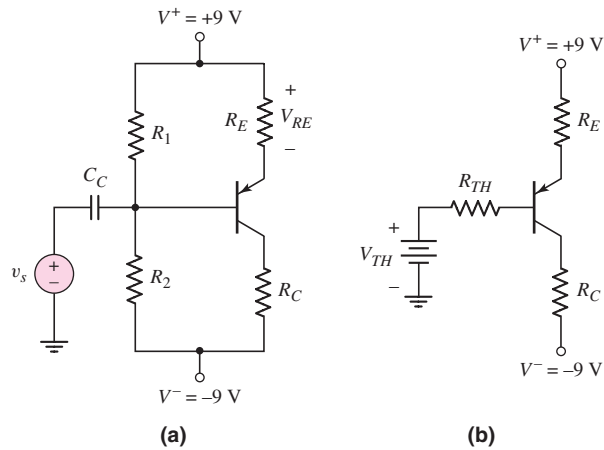 V⁺ = +9 V
R₁
R_E
+
V_RE
–
C_C
v_s
+
–
R₂
R_C
V⁻ = –9 V
(a)
V⁺ = +9 V
R_E
R_TH
+
V_TH
–
R_C
V⁻ = –9 V
(b)